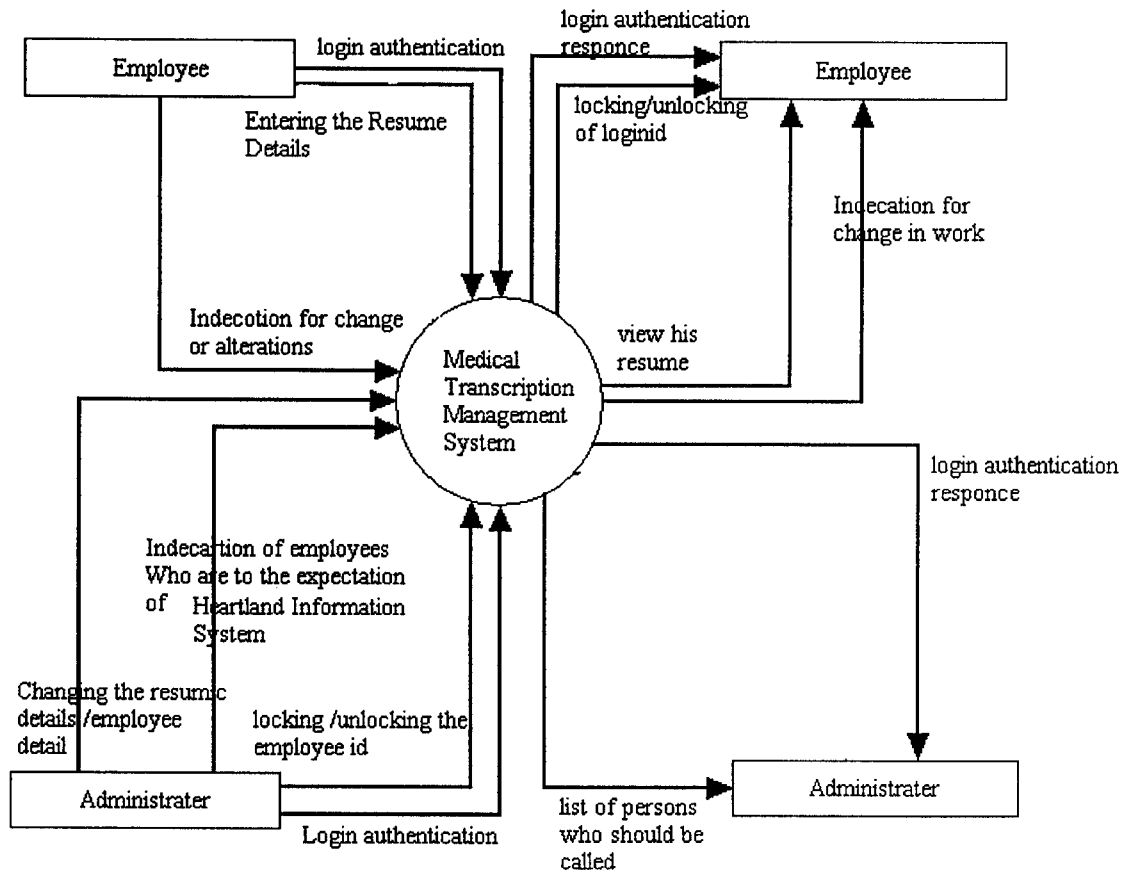 login authentication
Employee
Entering the Resume
Details
login authentication
responce
Employee
locking/unlocking
of loginid
Indecation for
change in work
Indecotion for change
or alterations
view his
resume
Medical
Transcription
Management
System
login authentication
responce
Indecartion of employees
Who are to the expectation
of Heartland Information
System
Changing the resumic
details /employee
detail
locking /unlocking the
employee id
Administrater
Login authentication
Administrater
list of persons
who should be
called